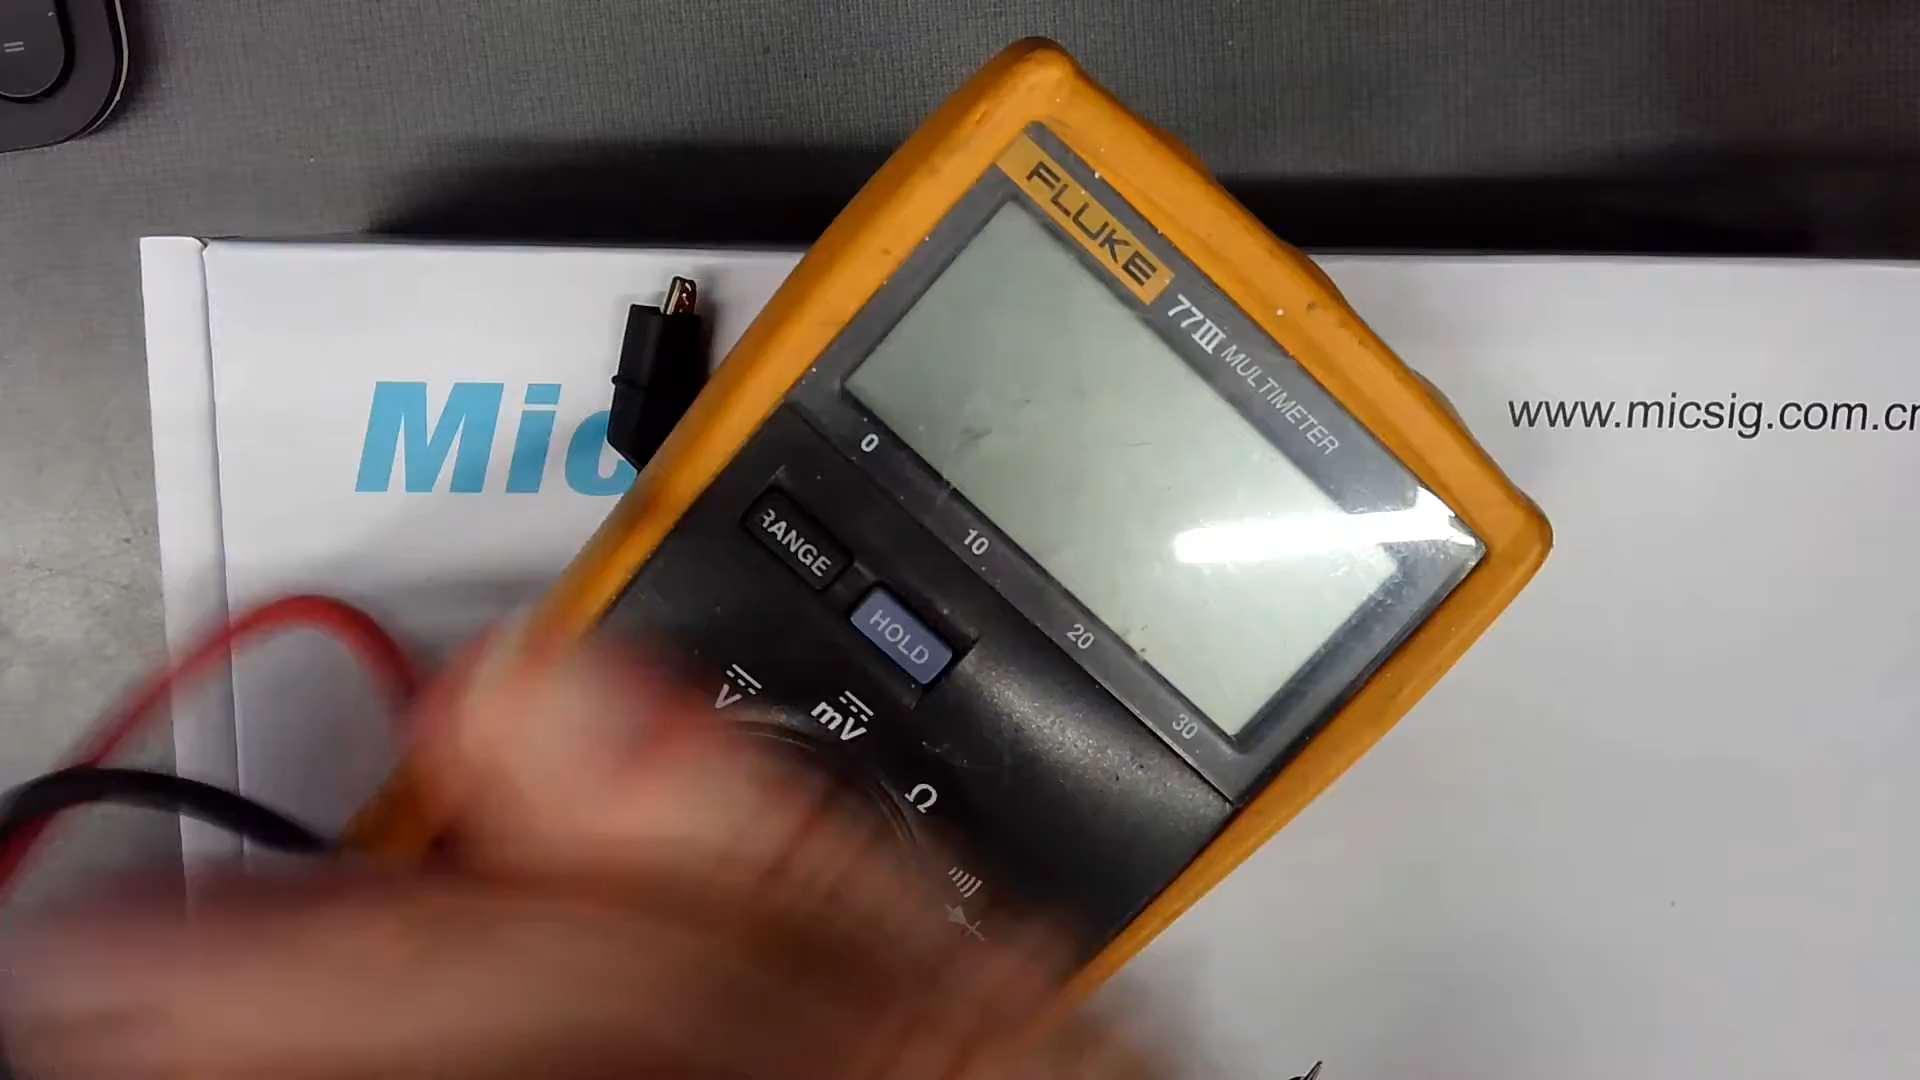 =
FLUKE
77III MULTIMETER
Mic
www.micsig.com.cn
0
10
20
30
RANGE
HOLD
V
mV
Ω